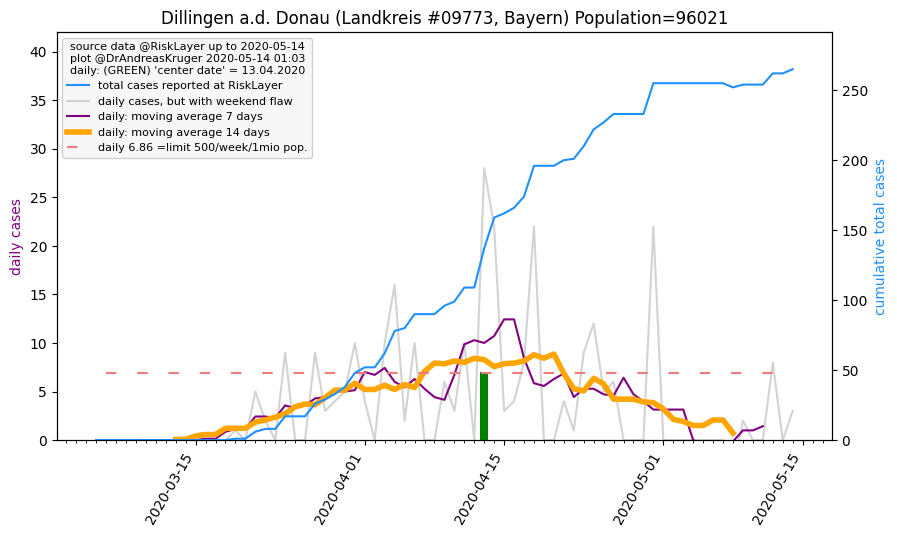 Dillingen a.d. Donau (Landkreis #09773, Bayern) Population=96021
source data @RiskLayer up to 2020-05-14
plot @DrAndreasKruger 2020-05-14 01:03
daily: (GREEN) 'center date' = 13.04.2020
total cases reported at RiskLayer
daily cases, but with weekend flaw
daily: moving average 7 days
daily: moving average 14 days
daily 6.86 =limit 500/week/1mio pop.
daily cases
40
35
30
25
20
15
10
5
0
cumulative total cases
250
200
150
100
50
0
2020-03-15
2020-04-01
2020-04-15
2020-05-01
2020-05-15